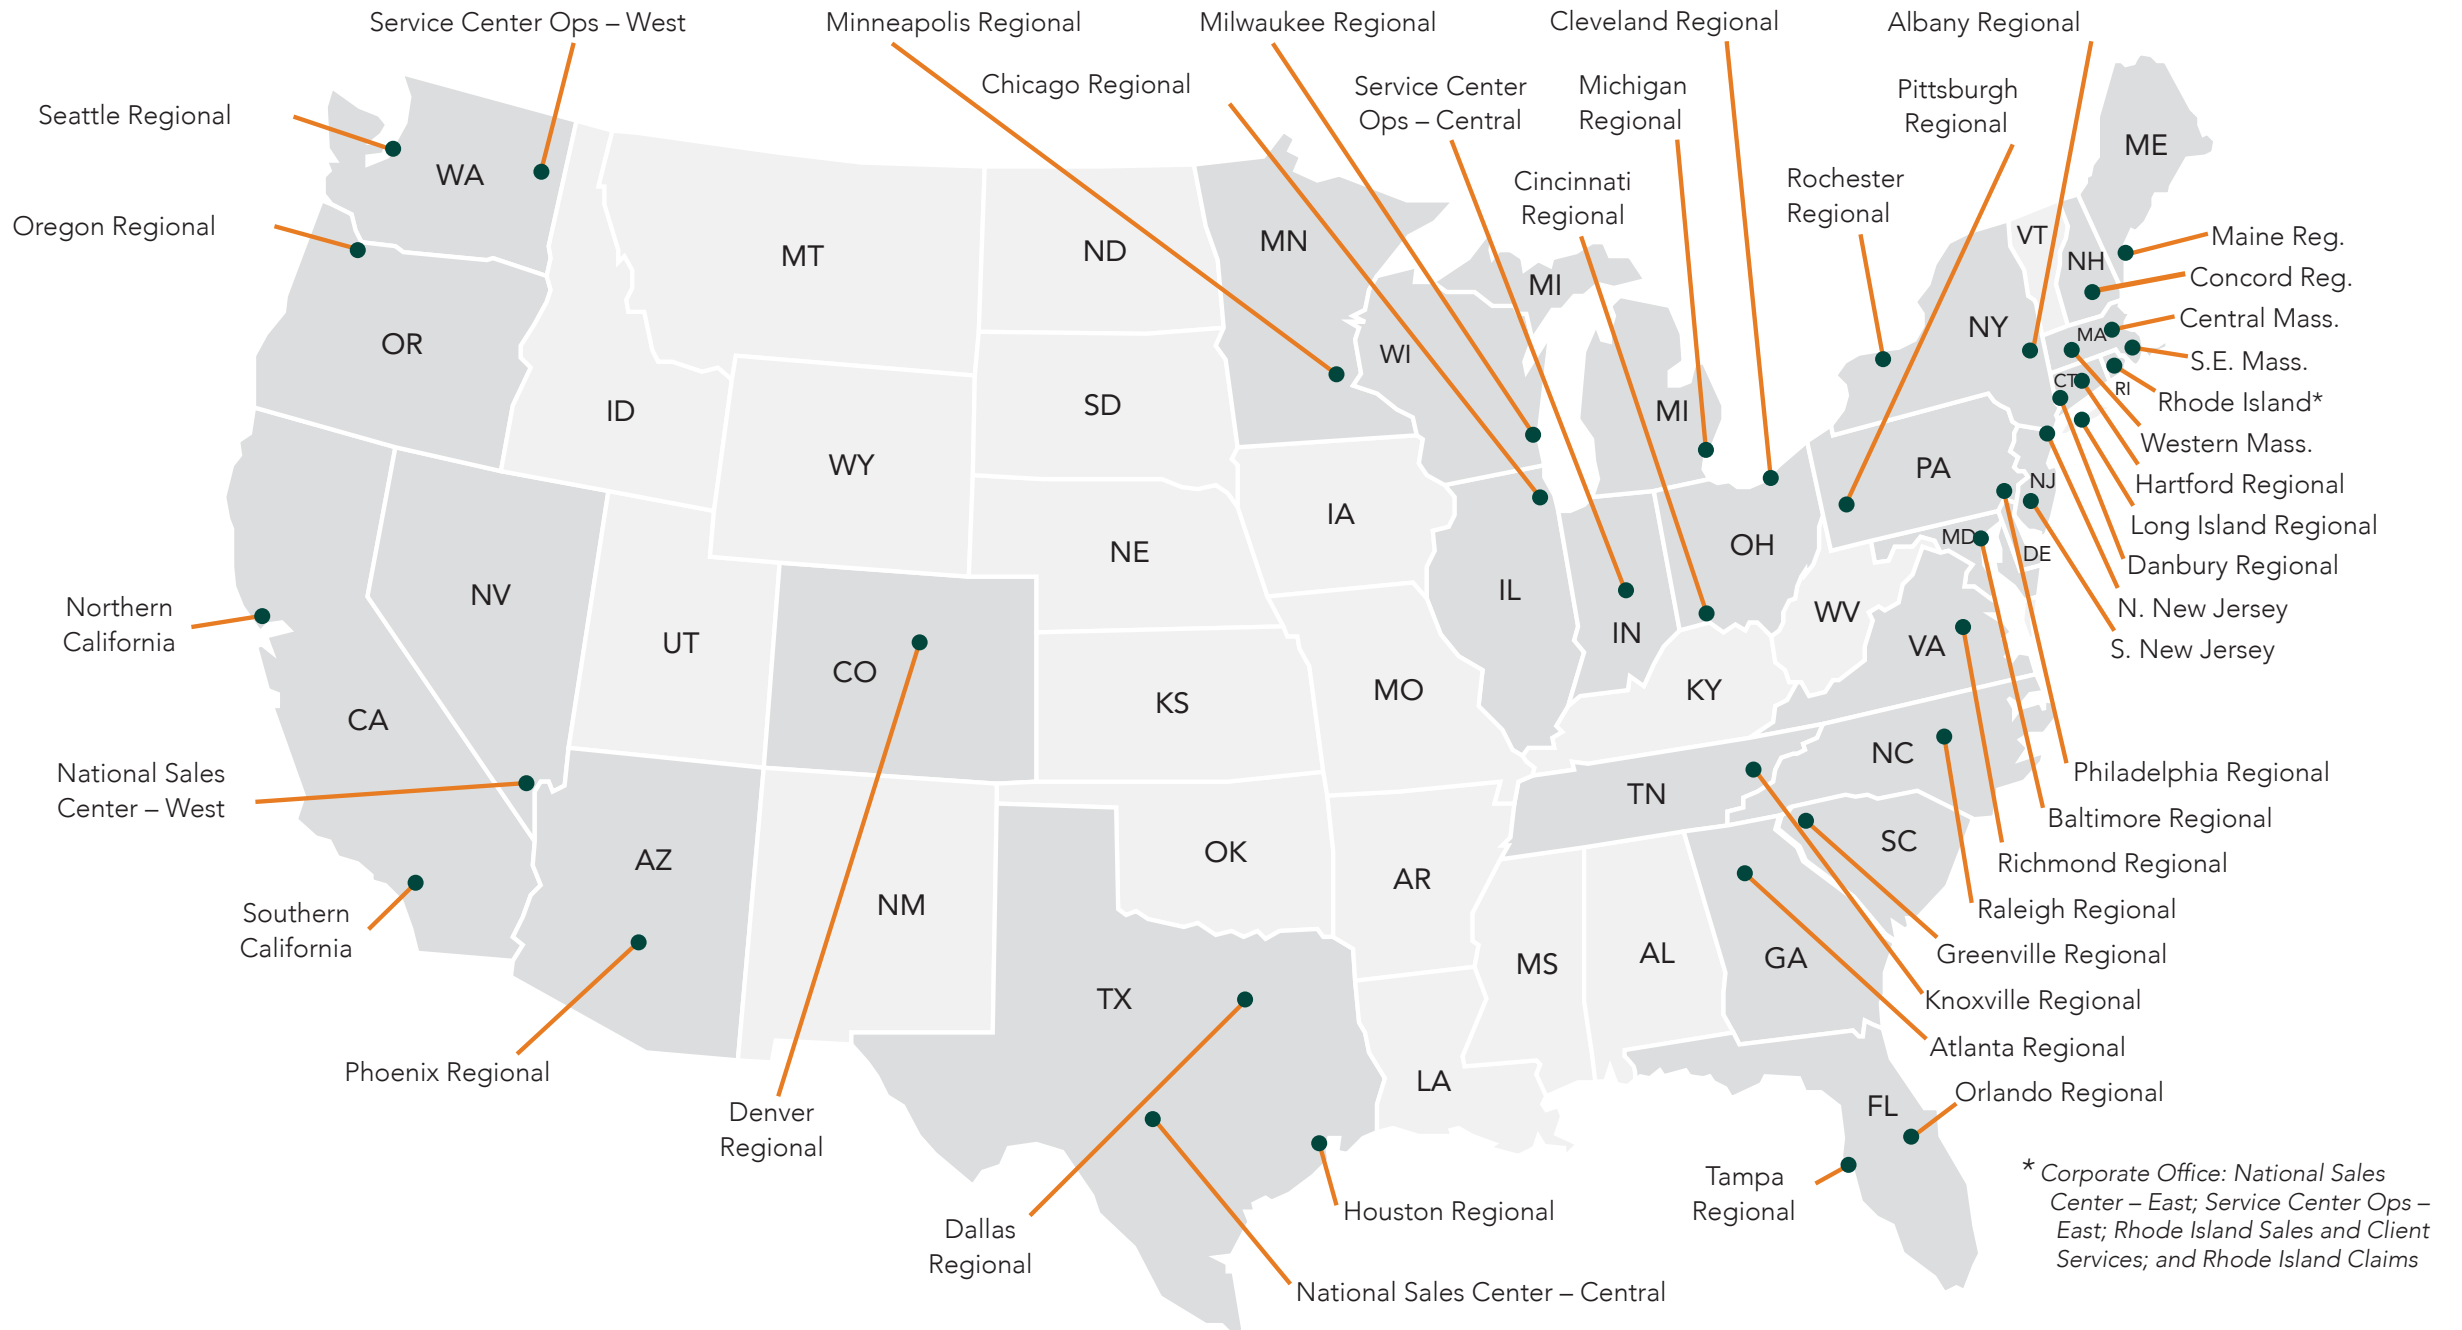 Service Center Ops – West
Minneapolis Regional
Milwaukee Regional
Cleveland Regional
Albany Regional
Chicago Regional
Service Center
Ops – Central
Michigan
Regional
Pittsburgh
Regional
Seattle Regional
Cincinnati
Regional
Rochester
Regional
Oregon Regional
Maine Reg.
Concord Reg.
Central Mass.
S.E. Mass.
Rhode Island*
Western Mass.
Hartford Regional
Long Island Regional
Danbury Regional
N. New Jersey
S. New Jersey
Northern
California
National Sales
Center – West
Southern
California
Phoenix Regional
Denver
Regional
Dallas
Regional
Houston Regional
National Sales Center – Central
Tampa
Regional
Philadelphia Regional
Baltimore Regional
Richmond Regional
Raleigh Regional
Greenville Regional
Knoxville Regional
Atlanta Regional
Orlando Regional
* Corporate Office: National Sales
Center – East; Service Center Ops –
East; Rhode Island Sales and Client
Services; and Rhode Island Claims
WA
OR
CA
NV
ID
MT
WY
UT
CO
AZ
NM
ND
SD
NE
KS
OK
TX
MN
IA
MO
AR
LA
WI
IL
MI
MI
IN
OH
KY
TN
MS
AL
GA
FL
SC
NC
VA
WV
MD
DE
PA
NJ
NY
CT
RI
MA
VT
NH
ME